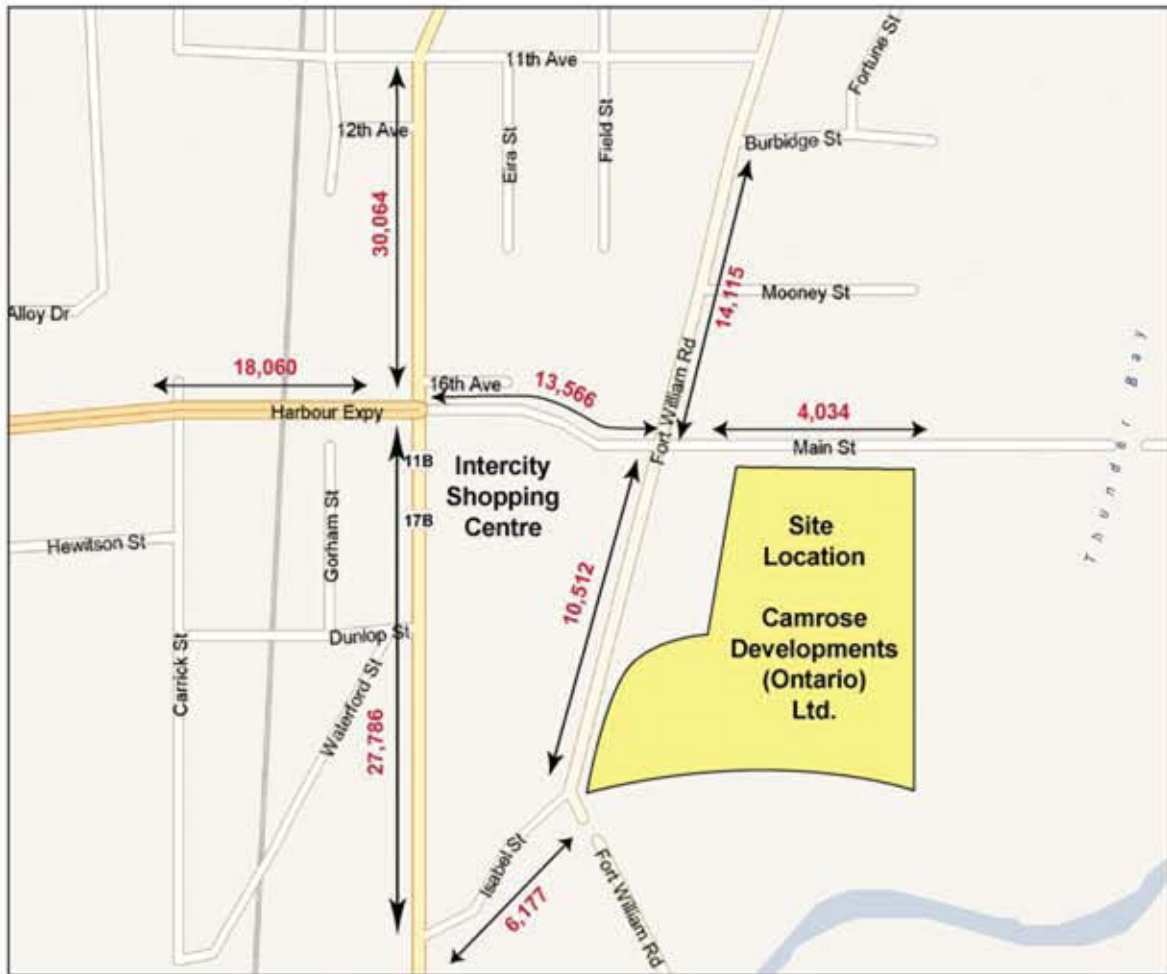 11th Ave
Fortune St
12th Ave
Eira St
Field St
Burbidge St
30,064
14,115
Mooney St
Alloy Dr
18,060
16th Ave
13,566
Fort William Rd
4,034
Harbour Expy
Main St
Thunder Bay
11B
Intercity
Shopping
Centre
17B
Gorham St
Hewitson St
Site
Location
10,512
Camrose
Developments
(Ontario)
Ltd.
Dunlop St
Carrick St
Waterford St
27,786
Isabel St
6,177
Fort William Rd